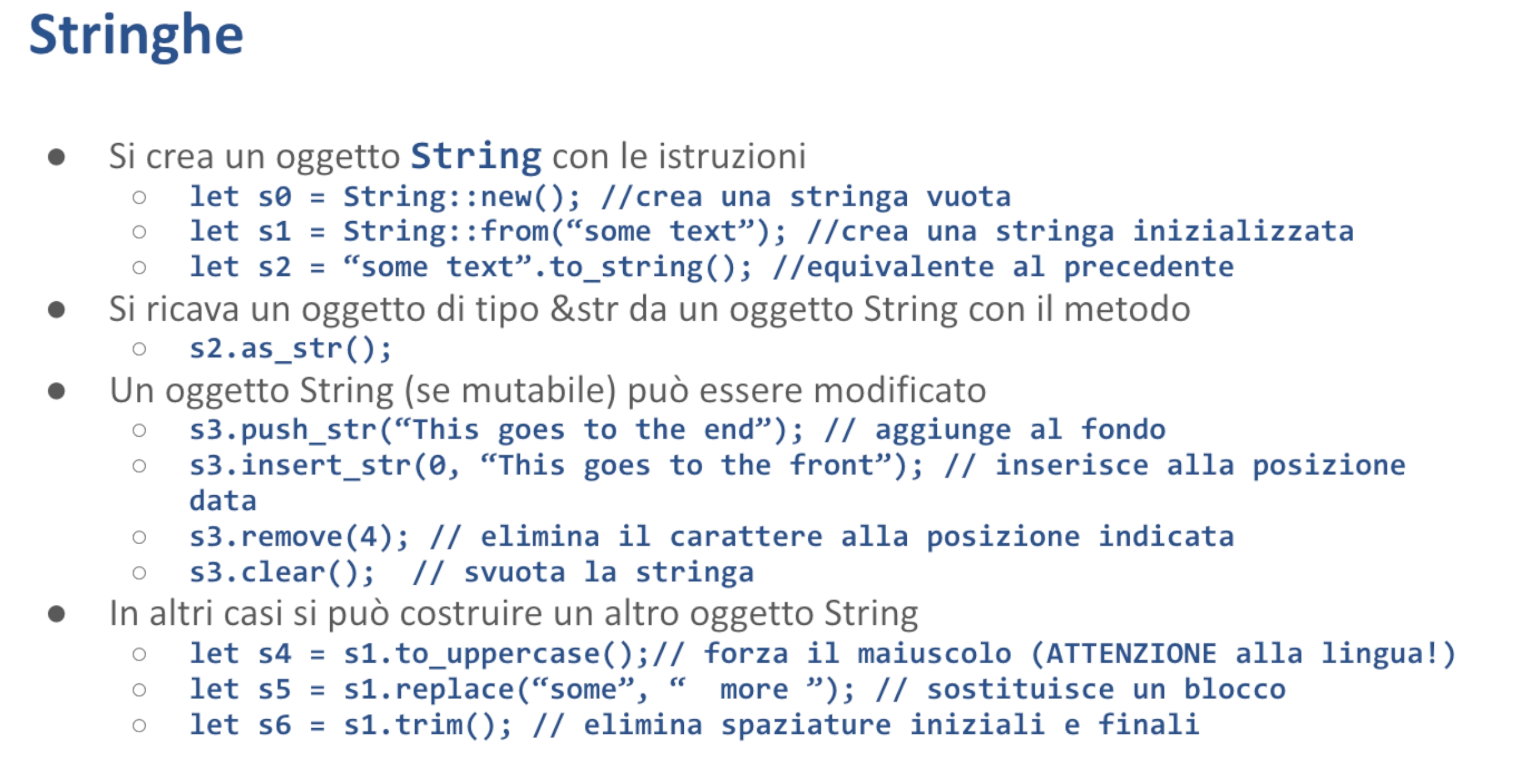 Stringhe
● Si crea un oggetto String con le istruzioni
○ let s0 = String::new(); //crea una stringa vuota
○ let s1 = String::from(“some text”); //crea una stringa inizializzata
○ let s2 = “some text”.to_string(); //equivalente al precedente
● Si ricava un oggetto di tipo &str da un oggetto String con il metodo
○ s2.as_str();
● Un oggetto String (se mutabile) può essere modificato
○ s3.push_str(“This goes to the end”); // aggiunge al fondo
○ s3.insert_str(0, “This goes to the front”); // inserisce alla posizione
data
○ s3.remove(4); // elimina il carattere alla posizione indicata
○ s3.clear();  // svuota la stringa
● In altri casi si può costruire un altro oggetto String
○ let s4 = s1.to_uppercase();// forza il maiuscolo (ATTENZIONE alla lingua!)
○ let s5 = s1.replace(“some”, “  more ”); // sostituisce un blocco
○ let s6 = s1.trim(); // elimina spaziature iniziali e finali